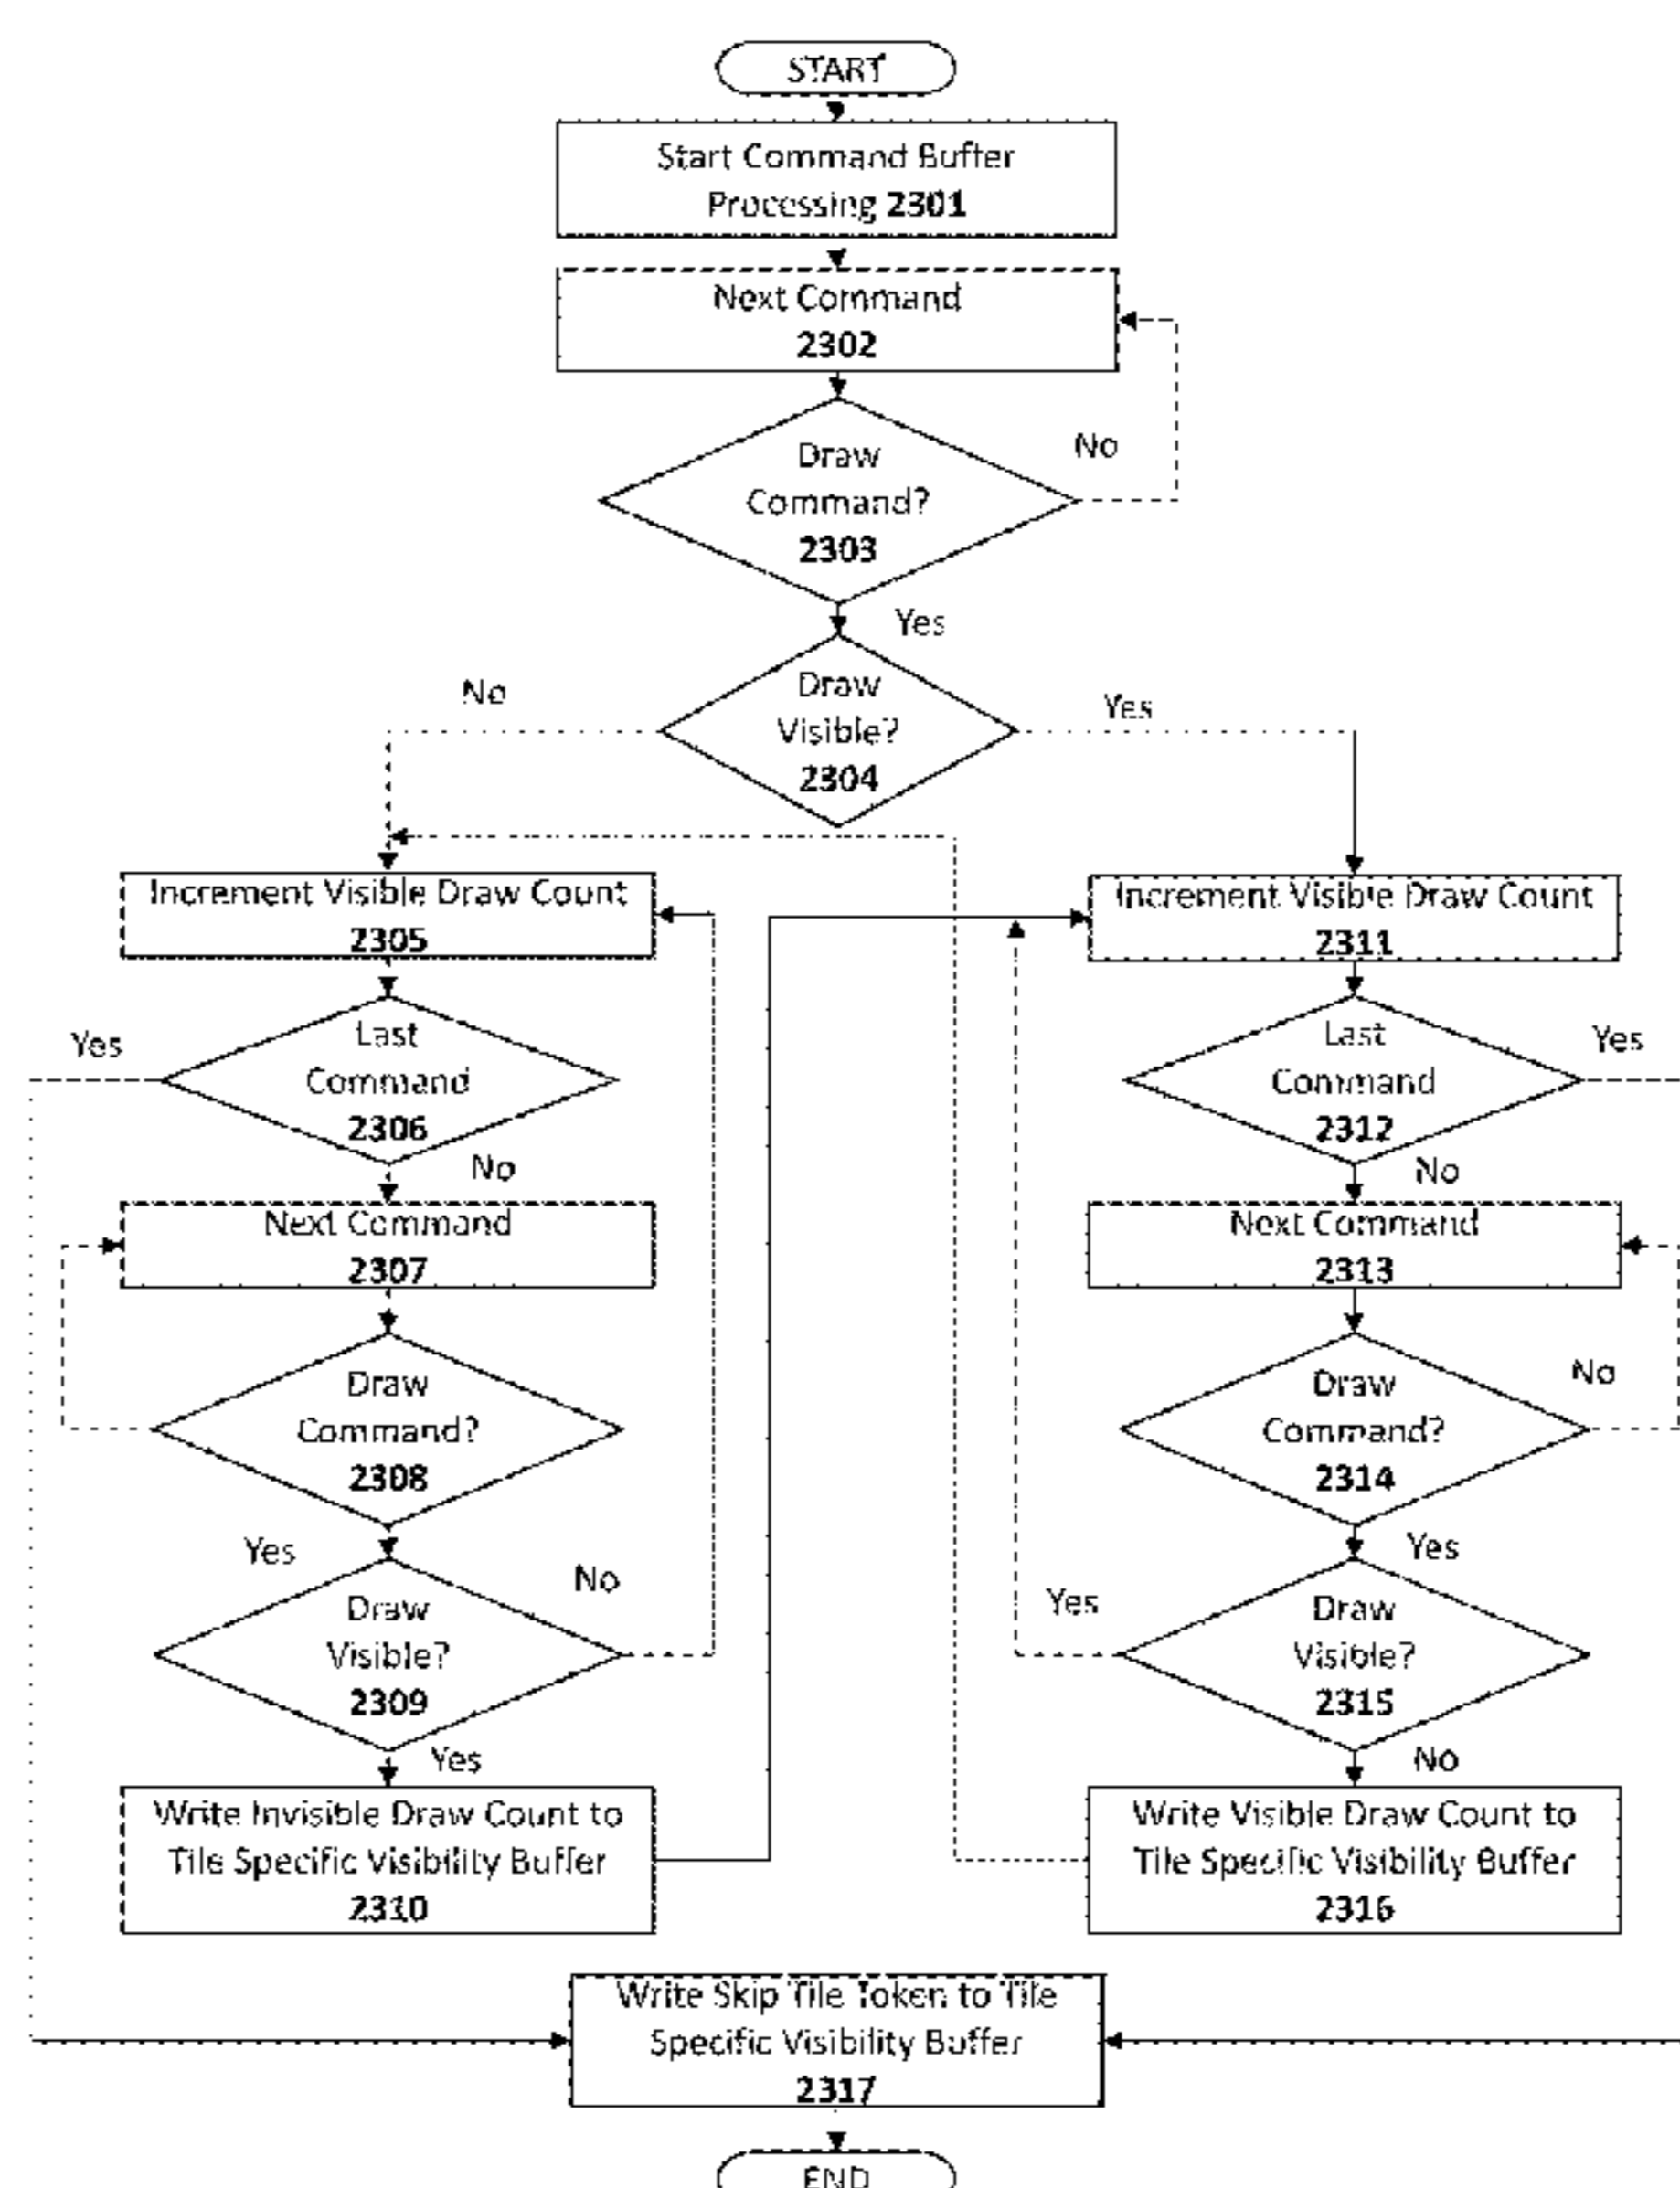 START
Start Command Buffer
Processing 2301
Next Command
2302
No
Draw
Command?
2303
Yes
No
Draw
Visible?
2304
Yes
Increment Visible Draw Count
2305
Increment Visible Draw Count
2311
Yes
Last
Command
2306
No
Last
Command
2312
Yes
No
Next Command
2307
Next Command
2313
Draw
Command?
2308
Yes
Draw
Command?
2314
No
Yes
No
Draw
Visible?
2309
Yes
Yes
Draw
Visible?
2315
No
Write Invisible Draw Count to
Tile Specific Visibility Buffer
2310
Write Visible Draw Count to
Tile Specific Visibility Buffer
2316
Write Skip Tile Token to Tile
Specific Visibility Buffer
2317
END